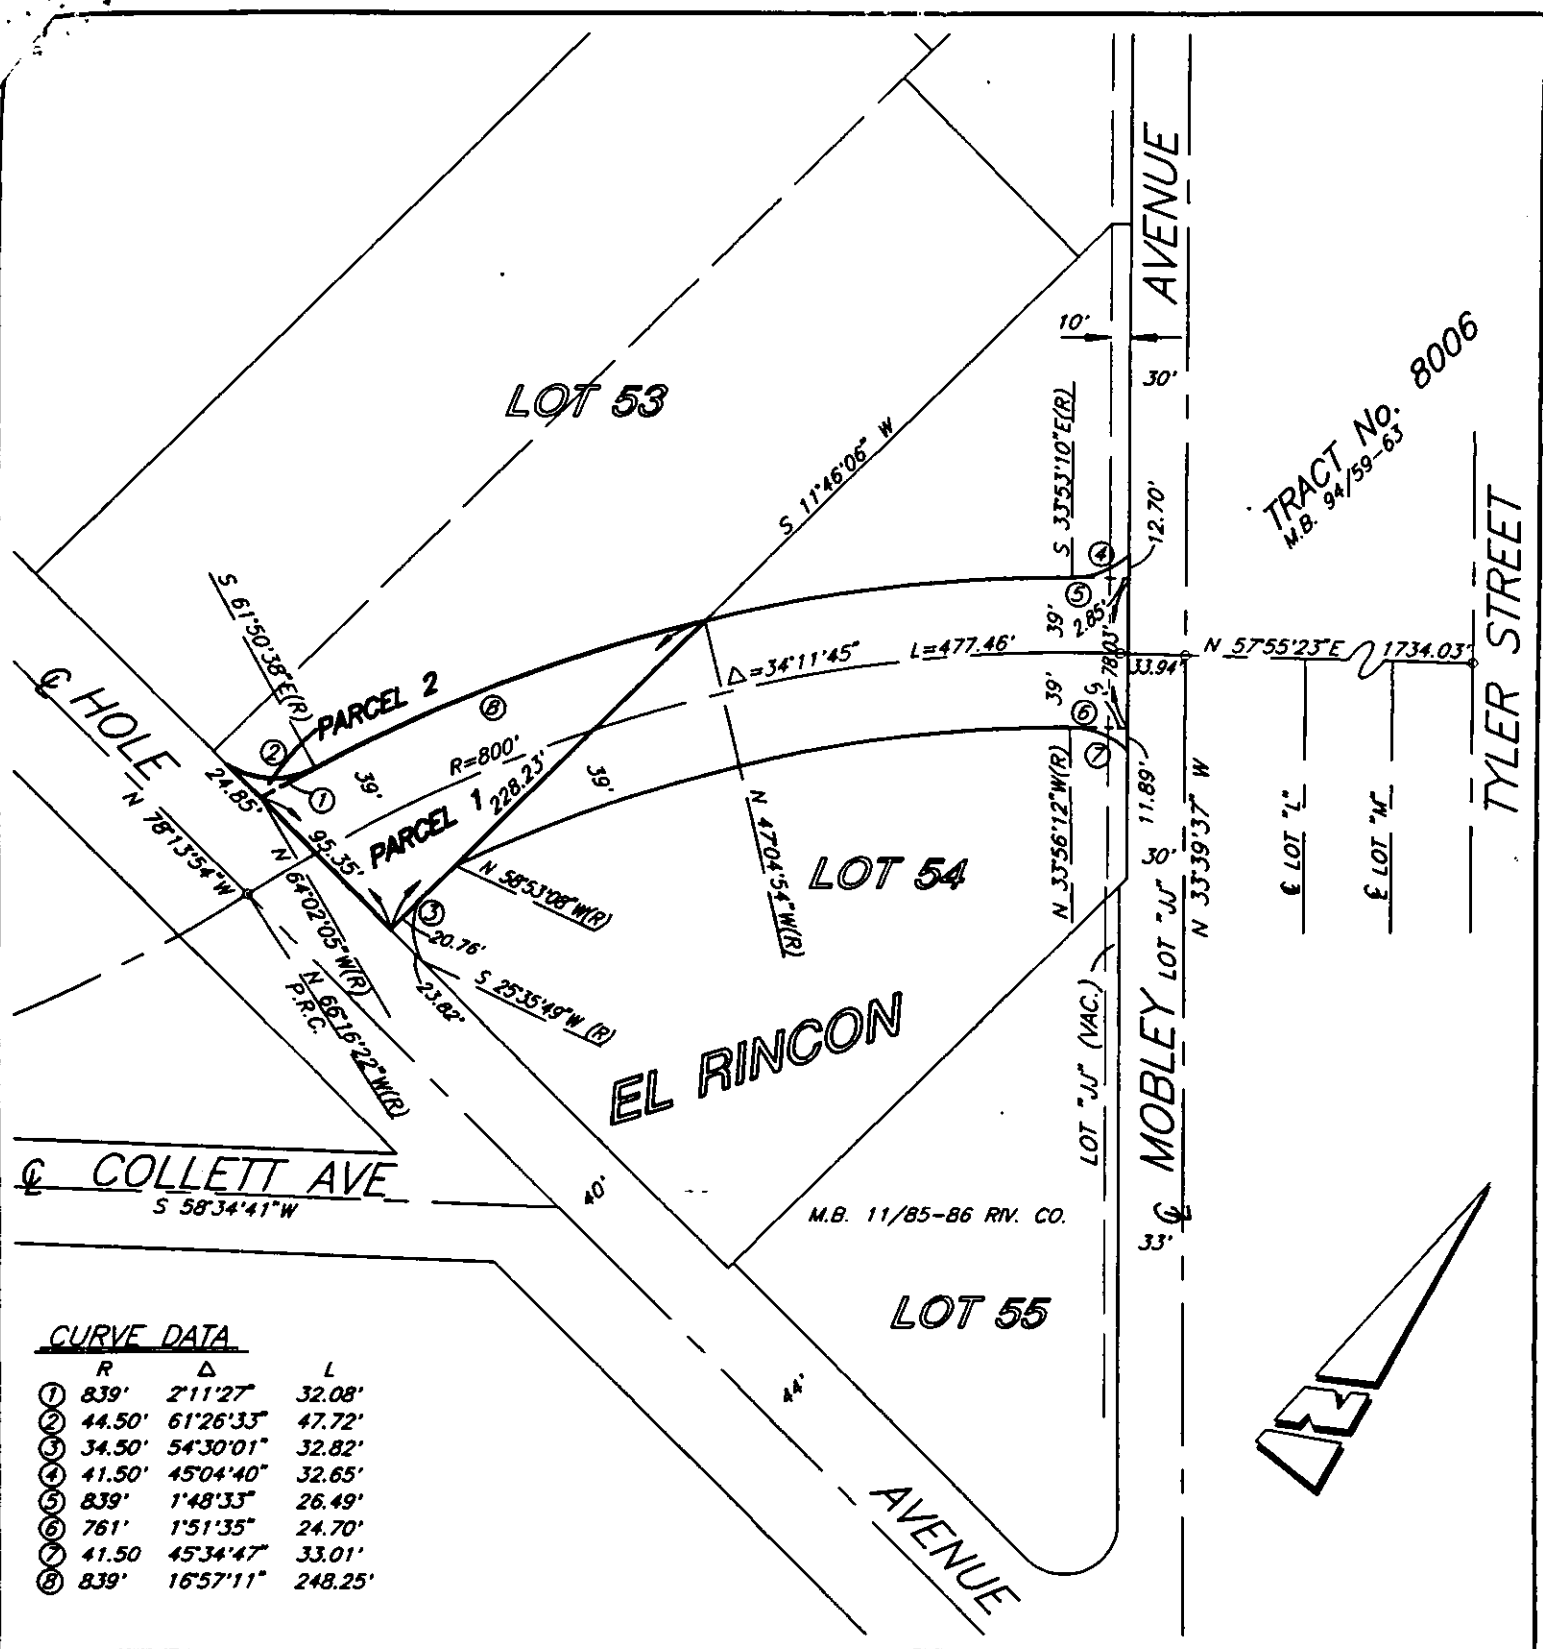 AVENUE
10'
30'
TRACT No. 8006
M.B. 94/59-63
LOT 53
S 11°46'06" W
S 33°53'10"E(R)
12.70'
④
⑤
2.85'
39'
78.03'
S 61°50'38"E(R)
Δ=34°11'45"
L=477.46'
33.94'
N 57°55'23"E
1734.03'
TYLER STREET
℄ HOLE
PARCEL 2
⑧
39'
⑥
⑦
②
①
24.85'
39'
R=800'
228.23'
39'
11.89'
N 78°13'54"W
95.35'
PARCEL 1
N 47°04'54"W(R)
N 33°56'12"W(R)
N 33°39'37" W
℄ LOT "L"
℄ LOT "M"
30'
LOT 54
N 64°02'05"W(R)
N 58°53'08"W(R)
③
20.76'
23.82'
S 25°35'49"W (R)
N 66°16'22"W(R)
P.R.C.
EL RINCON
LOT "JJ" (VAC.)
℄ MOBLEY LOT "JJ"
℄ COLLETT AVE
S 58°34'41"W
40'
M.B. 11/85-86 RIV. CO.
33'
LOT 55
44'
AVENUE
N
CURVE DATA
R Δ L
① 839' 2°11'27" 32.08'
② 44.50' 61°26'33" 47.72'
③ 34.50' 54°30'01" 32.82'
④ 41.50' 45°04'40" 32.65'
⑤ 839' 1°48'33" 26.49'
⑥ 761' 1°51'35" 24.70'
⑦ 41.50 45°34'47" 33.01'
⑧ 839' 16°57'11" 248.25'